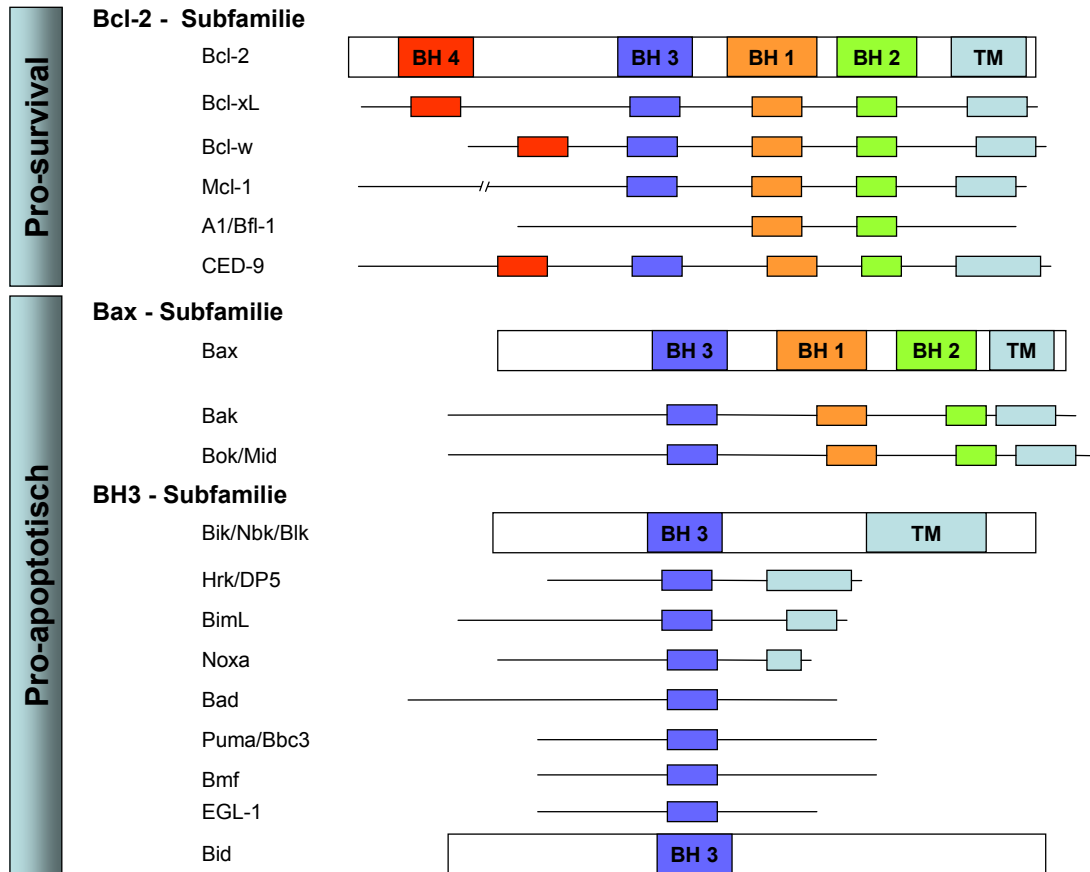 Pro-survival
Bcl-2 - Subfamilie
Bcl-2 BH 4 BH 3 BH 1 BH 2 TM
Bcl-xL
Bcl-w
Mcl-1
A1/Bfl-1
CED-9
Pro-apoptotisch
Bax - Subfamilie
Bax BH 3 BH 1 BH 2 TM
Bak
Bok/Mid
BH3 - Subfamilie
Bik/Nbk/Blk BH 3 TM
Hrk/DP5
BimL
Noxa
Bad
Puma/Bbc3
Bmf
EGL-1
Bid BH 3